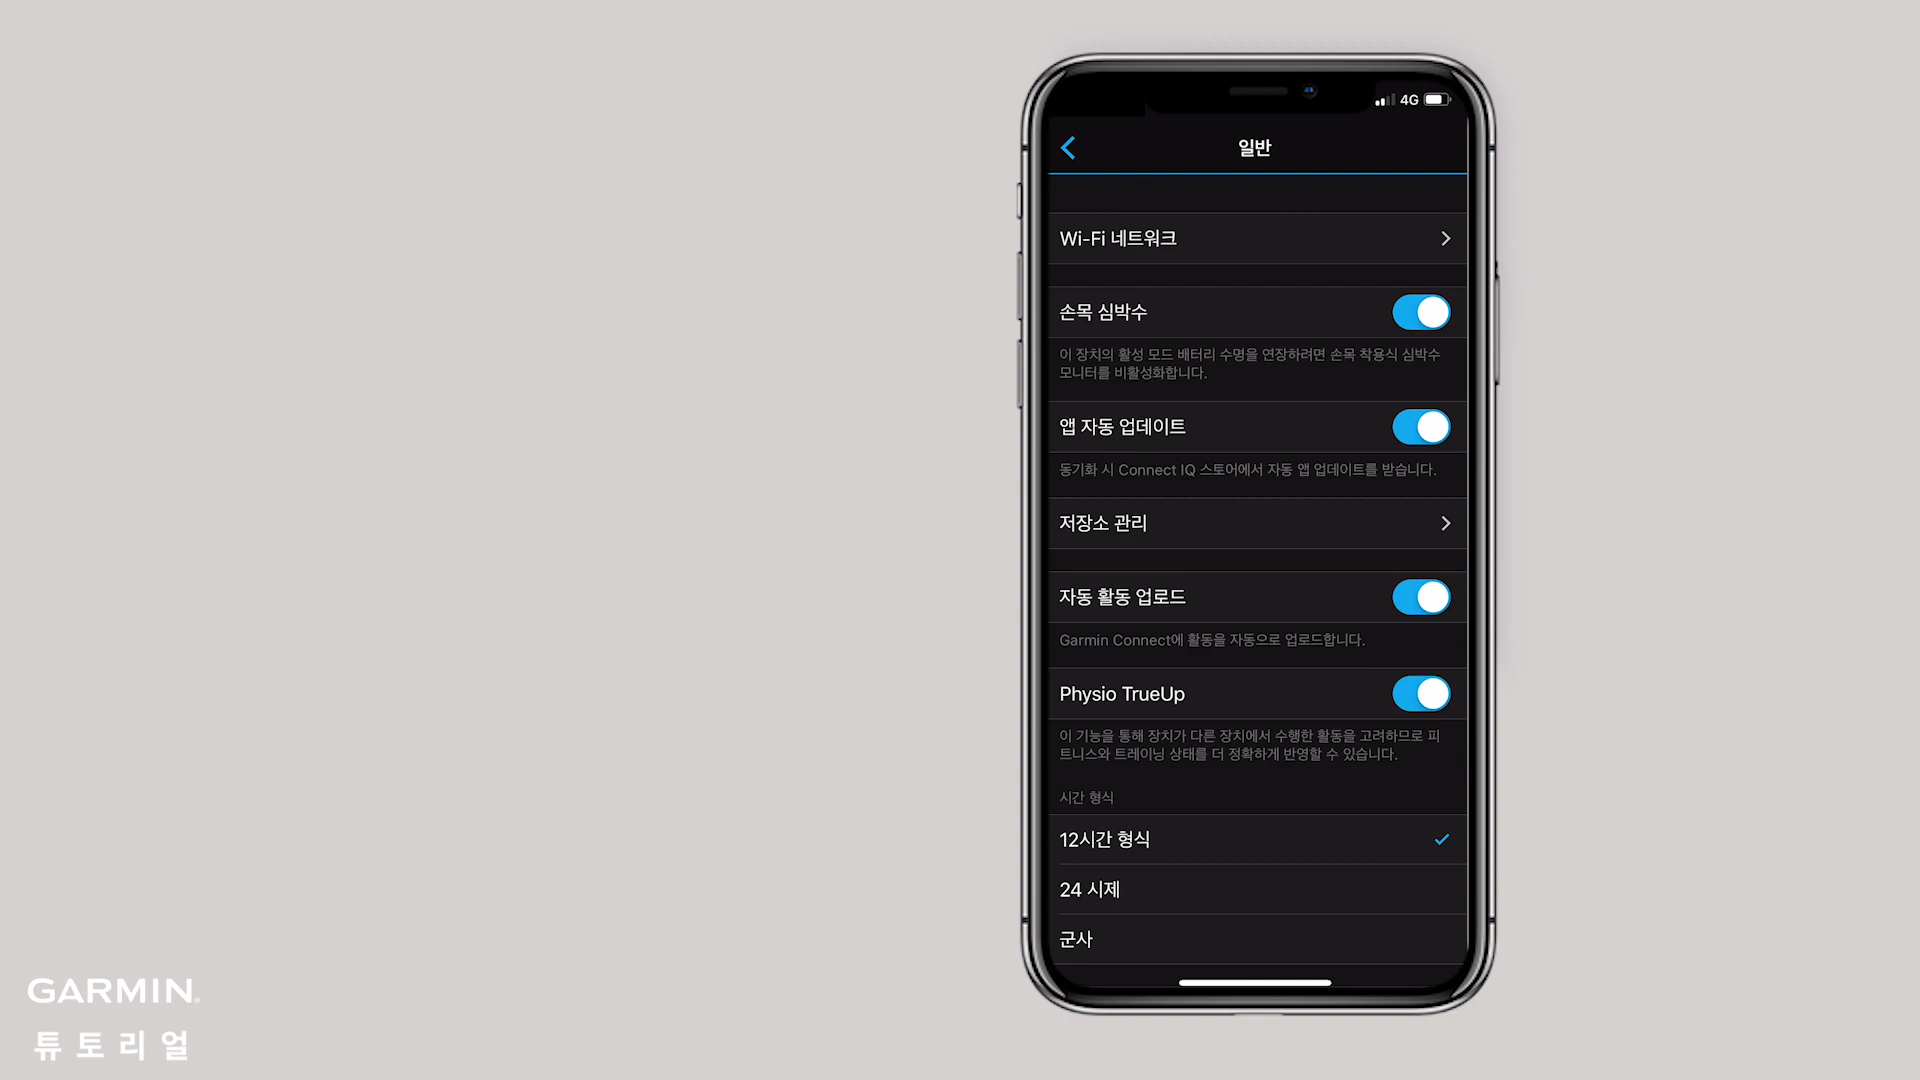 4G
일반
Wi-Fi 네트워크
손목 심박수
이 장치의 활성 모드 배터리 수명을 연장하려면 손목 착용식 심박수
모니터를 비활성화합니다.
앱 자동 업데이트
동기화 시 Connect IQ 스토어에서 자동 앱 업데이트를 받습니다.
저장소 관리
자동 활동 업로드
Garmin Connect에 활동을 자동으로 업로드합니다.
Physio TrueUp
이 기능을 통해 장치가 다른 장치에서 수행한 활동을 고려하므로 피
트니스와 트레이닝 상태를 더 정확하게 반영할 수 있습니다.
시간 형식
12시간 형식
24 시제
군사
GARMIN.
튜토리얼